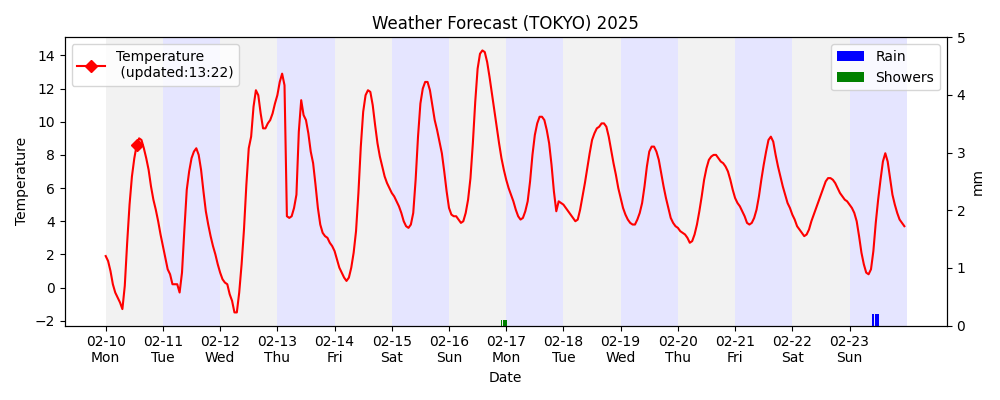 Weather Forecast (TOKYO) 2025
Temperature
(updated:13:22)
Rain
Showers
Temperature
14
12
10
8
6
4
2
0
−2
5
4
3
2
1
0
mm
02-10 02-11 02-12 02-13 02-14 02-15 02-16 02-17 02-18 02-19 02-20 02-21 02-22 02-23
Mon Tue Wed Thu Fri Sat Sun Mon Tue Wed Thu Fri Sat Sun
Date